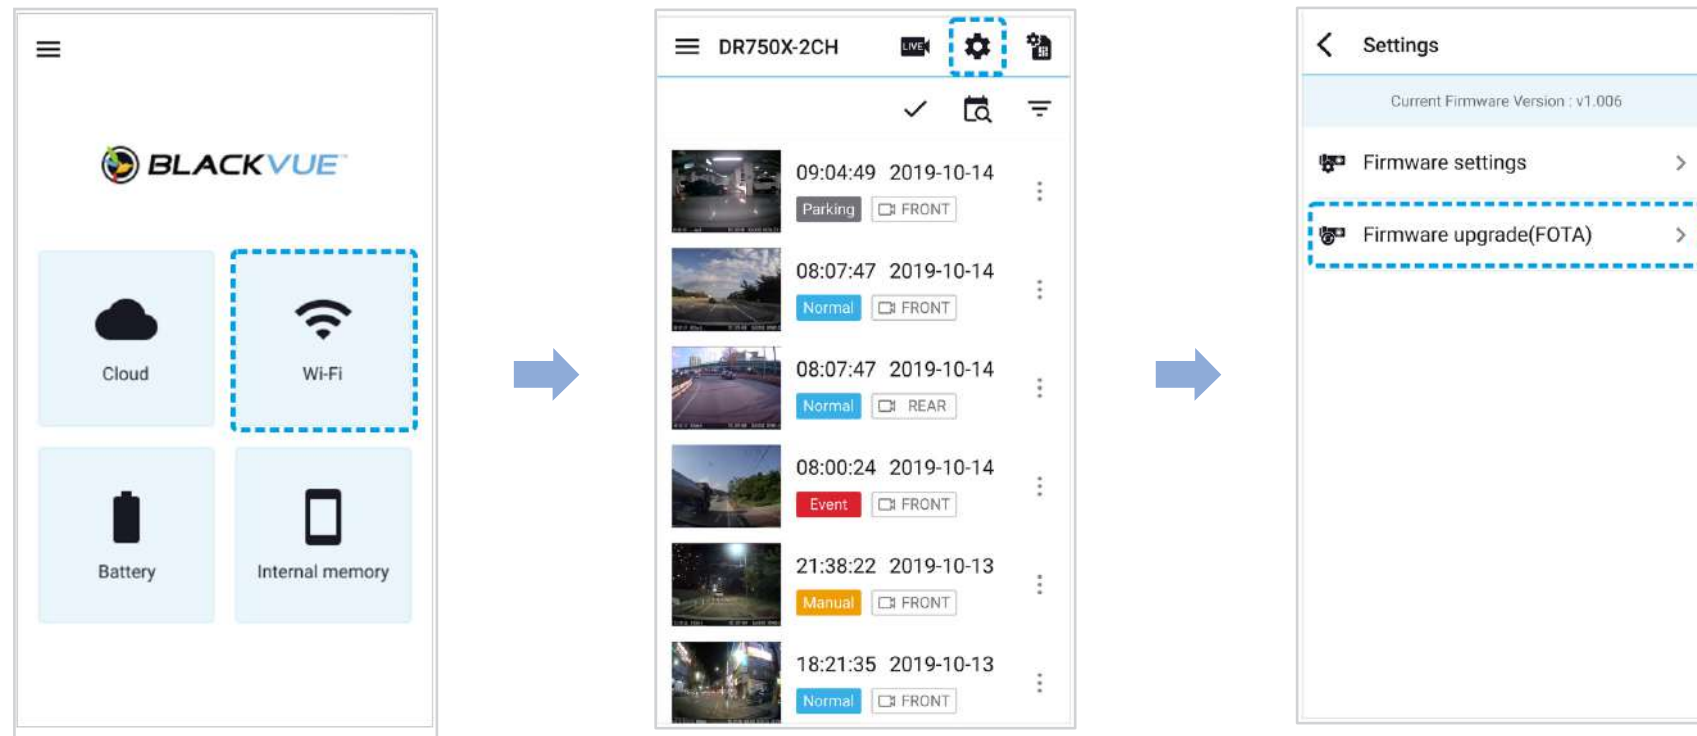 BLACKVUE™
Cloud
Wi-Fi
Battery
Internal memory
DR750X-2CH
LIVE
09:04:49 2019-10-14
Parking FRONT
08:07:47 2019-10-14
Normal FRONT
08:07:47 2019-10-14
Normal REAR
08:00:24 2019-10-14
Event FRONT
21:38:22 2019-10-13
Manual FRONT
18:21:35 2019-10-13
Normal FRONT
Settings
Current Firmware Version : v1.006
Firmware settings
Firmware upgrade(FOTA)